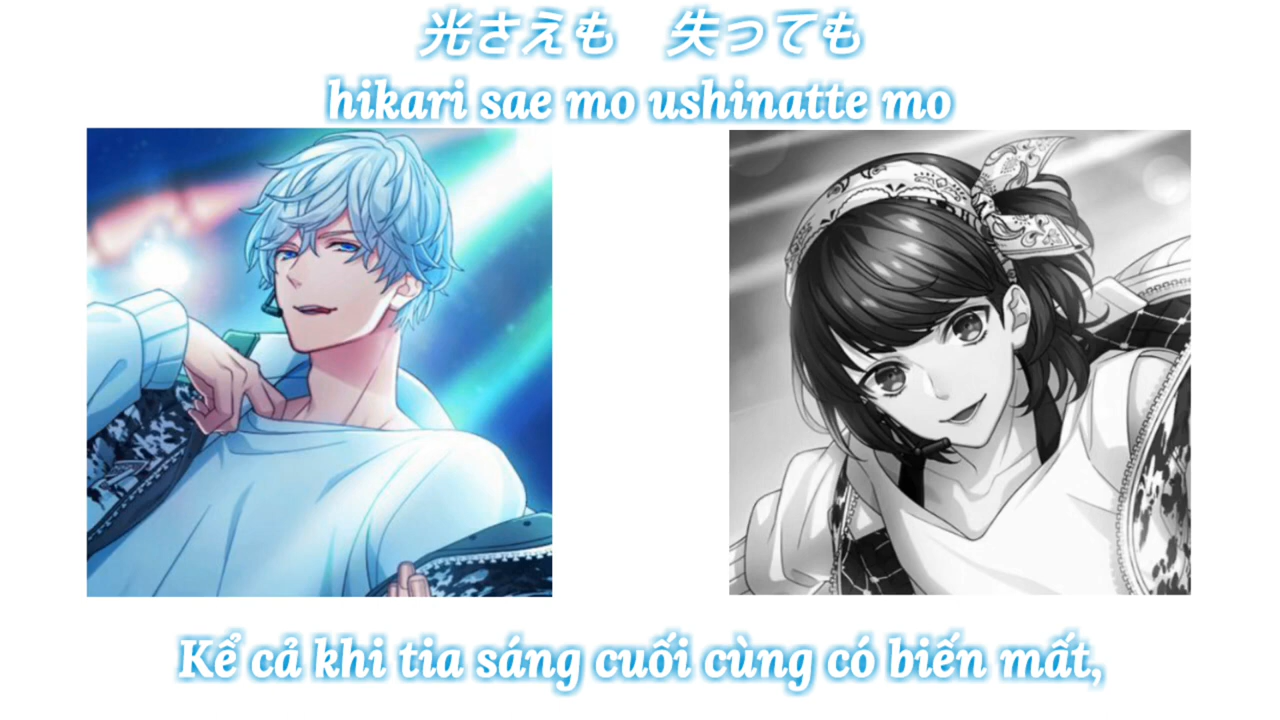 光さえも　失っても
hikari sae mo ushinatte mo
Kể cả khi tia sáng cuối cùng có biến mất,